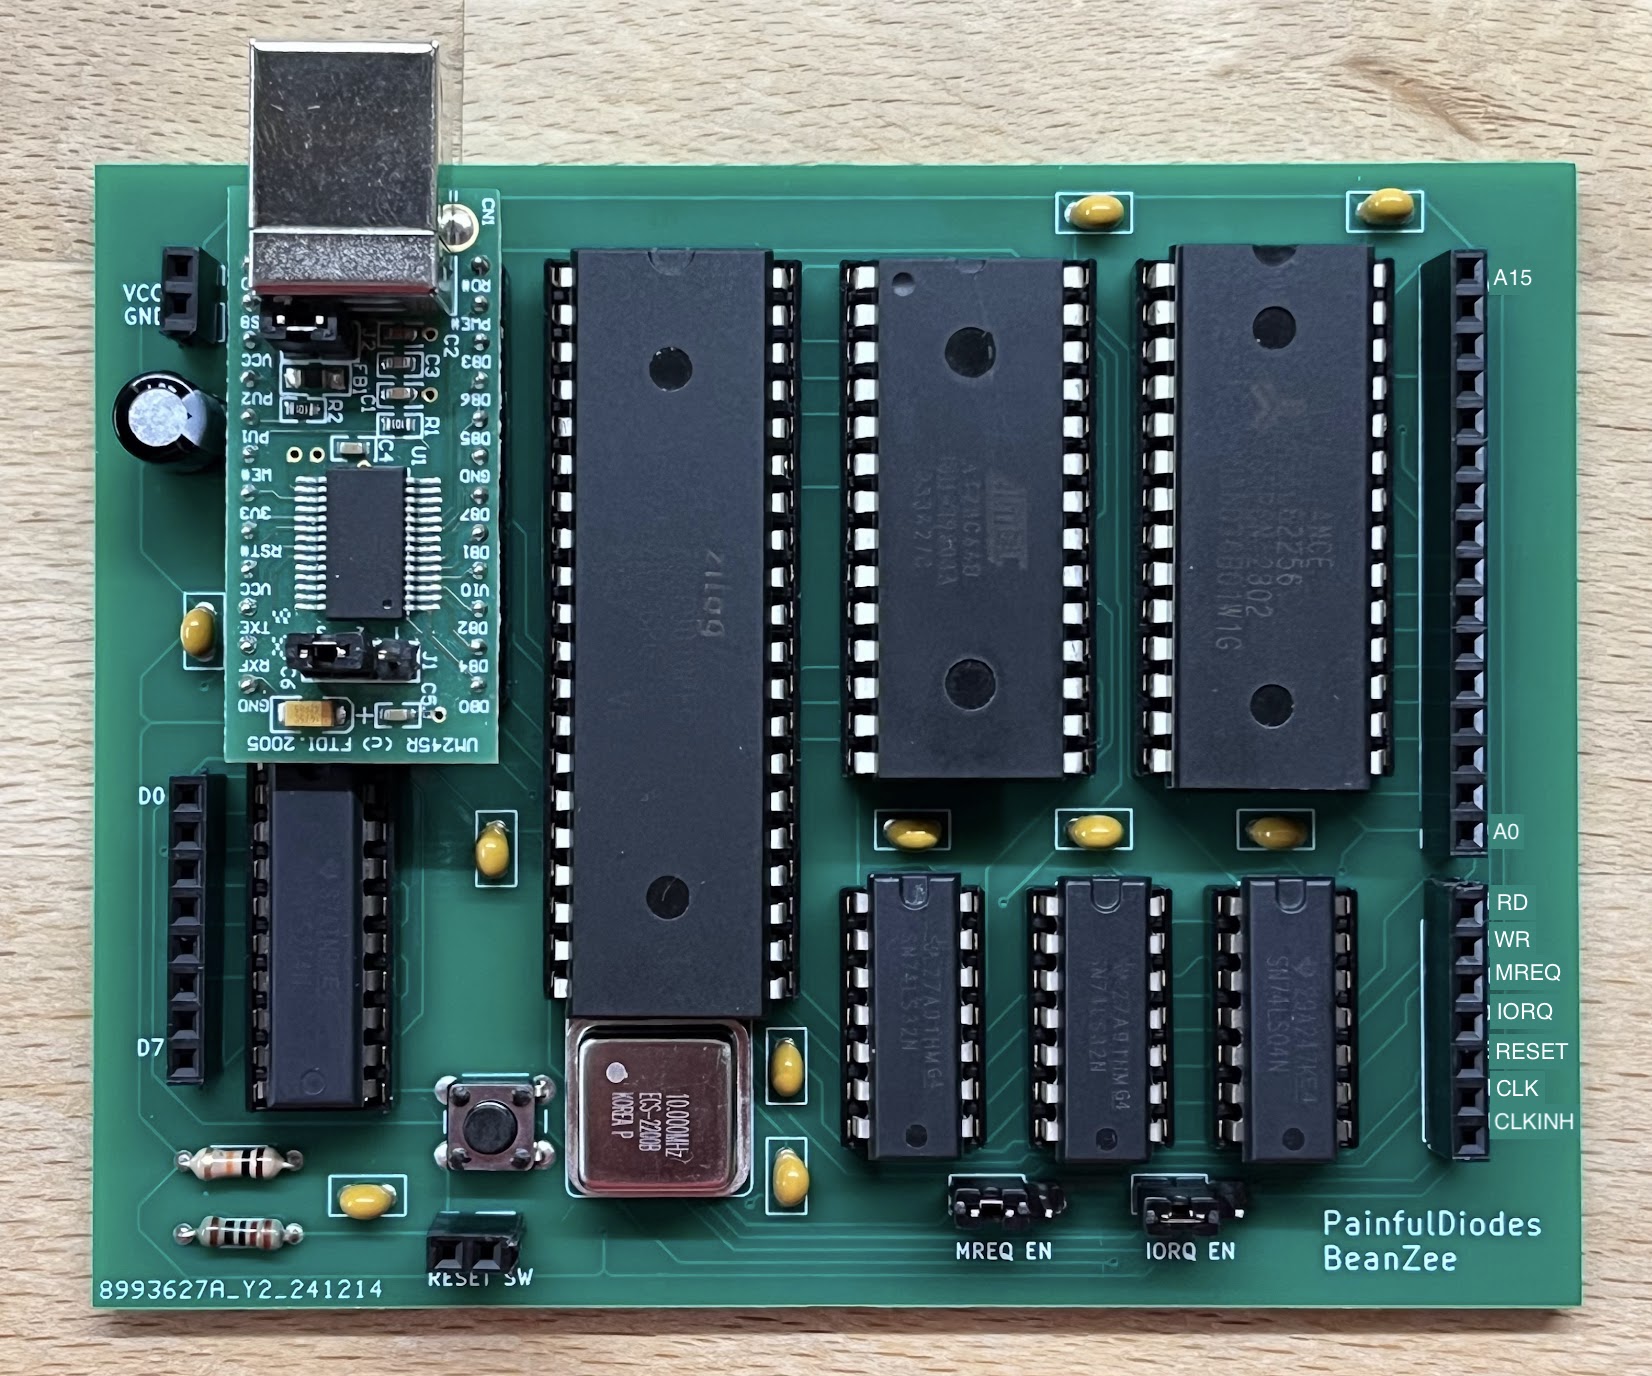 CN1
VCC
GND
RD#
PWE#
C2
J2
DB3
VCC
FB1
C3
PU2
R2
C1
DB6
R1
PU1
C4
U1
DB5
WE#
GND
3V3
DB7
RST#
DB1
VCC
VIO
TXE
DB2
RXF
J1
DB4
C6
C5
GND
DB0
UM245R (c) FTDI.2005
zilog
ATMEL
A15
A0
RD
WR
MREQ
IORQ
RESET
CLK
CLKINH
D0
D7
10.000MHz
ECS-2200B
KOREA P
SN74LS32N
SN74LS04N
MREQ EN
IORQ EN
RESET SW
PainfulDiodes
BeanZee
8993627A_Y2_241214